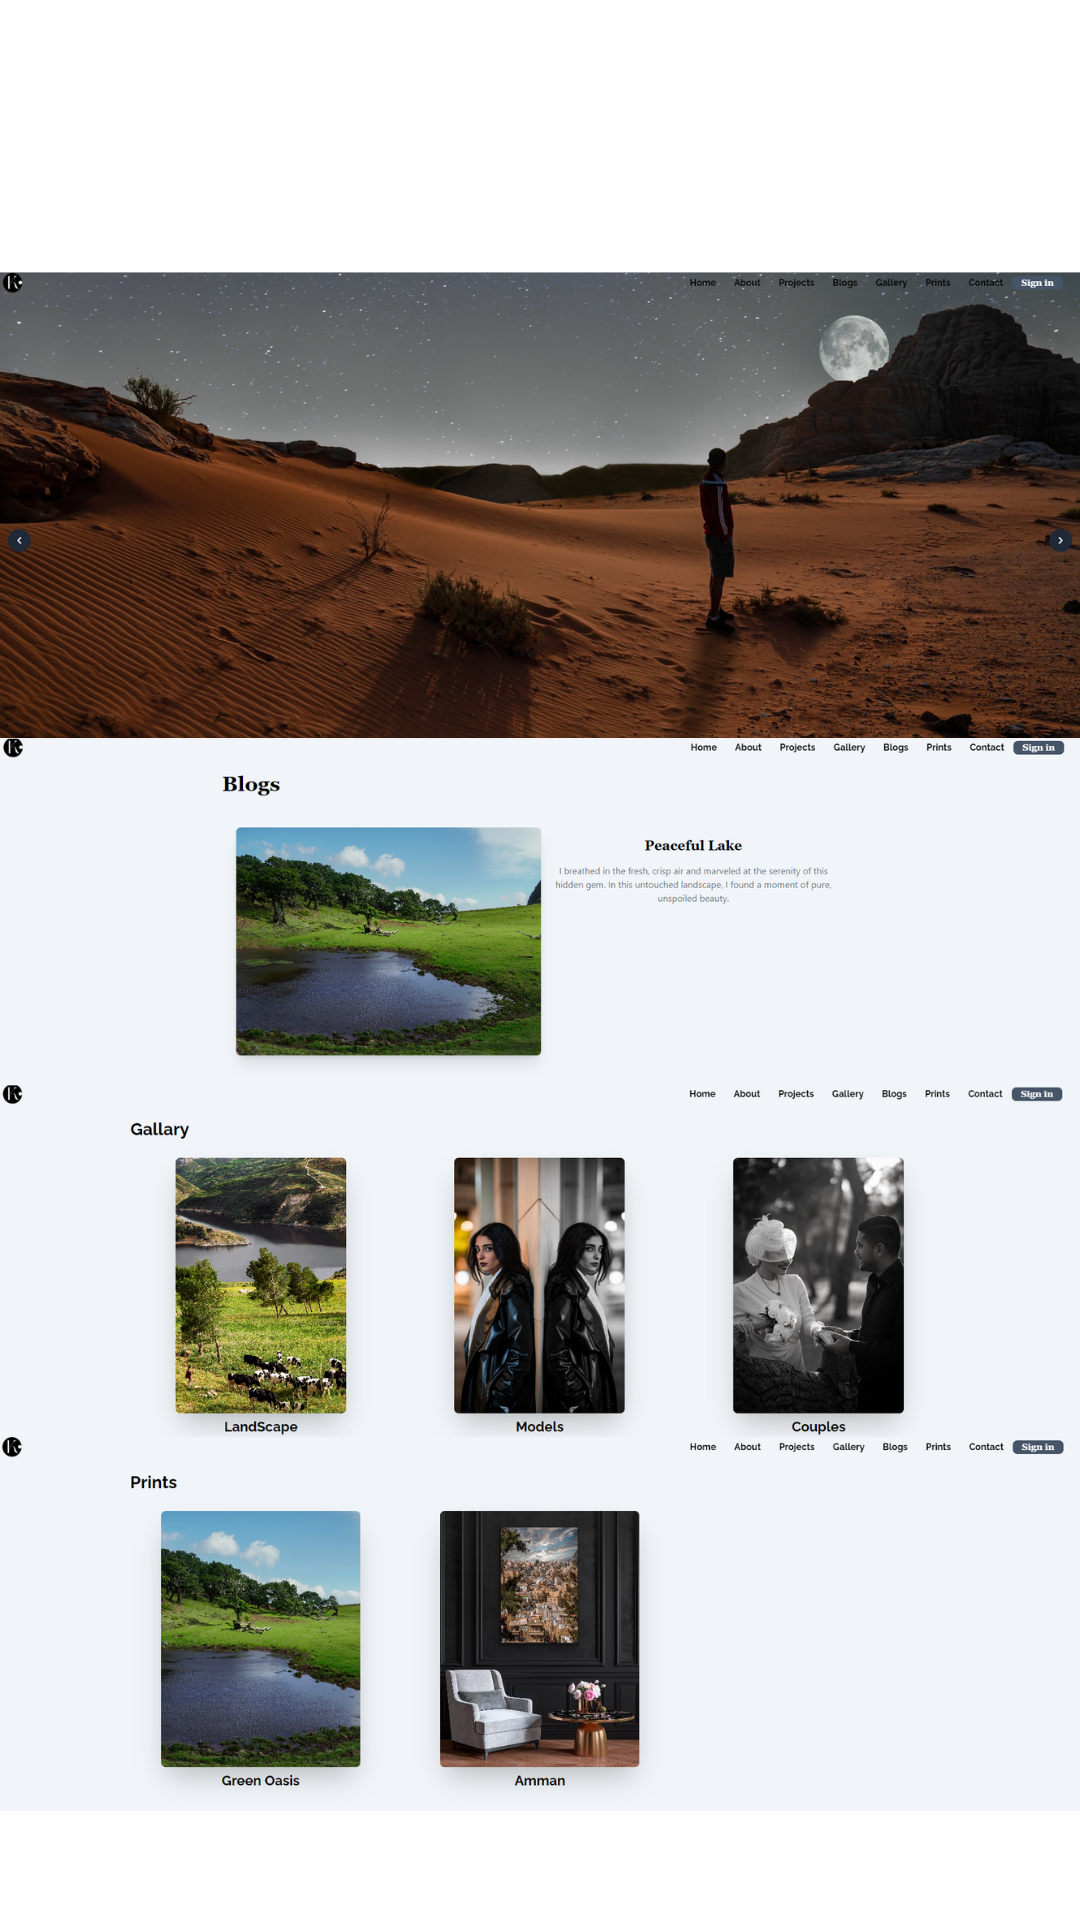 K
Home About Projects Blogs Gallery Prints Contact Sign in
K
Home About Projects Gallery Blogs Prints Contact Sign in
Blogs
Peaceful Lake
I breathed in the fresh, crisp air and marveled at the serenity of this
hidden gem. In this untouched landscape, I found a moment of pure,
unspoiled beauty.
K
Home About Projects Gallery Blogs Prints Contact Sign in
Gallary
LandScape Models Couples
K
Home About Projects Gallery Blogs Prints Contact Sign in
Prints
Green Oasis Amman